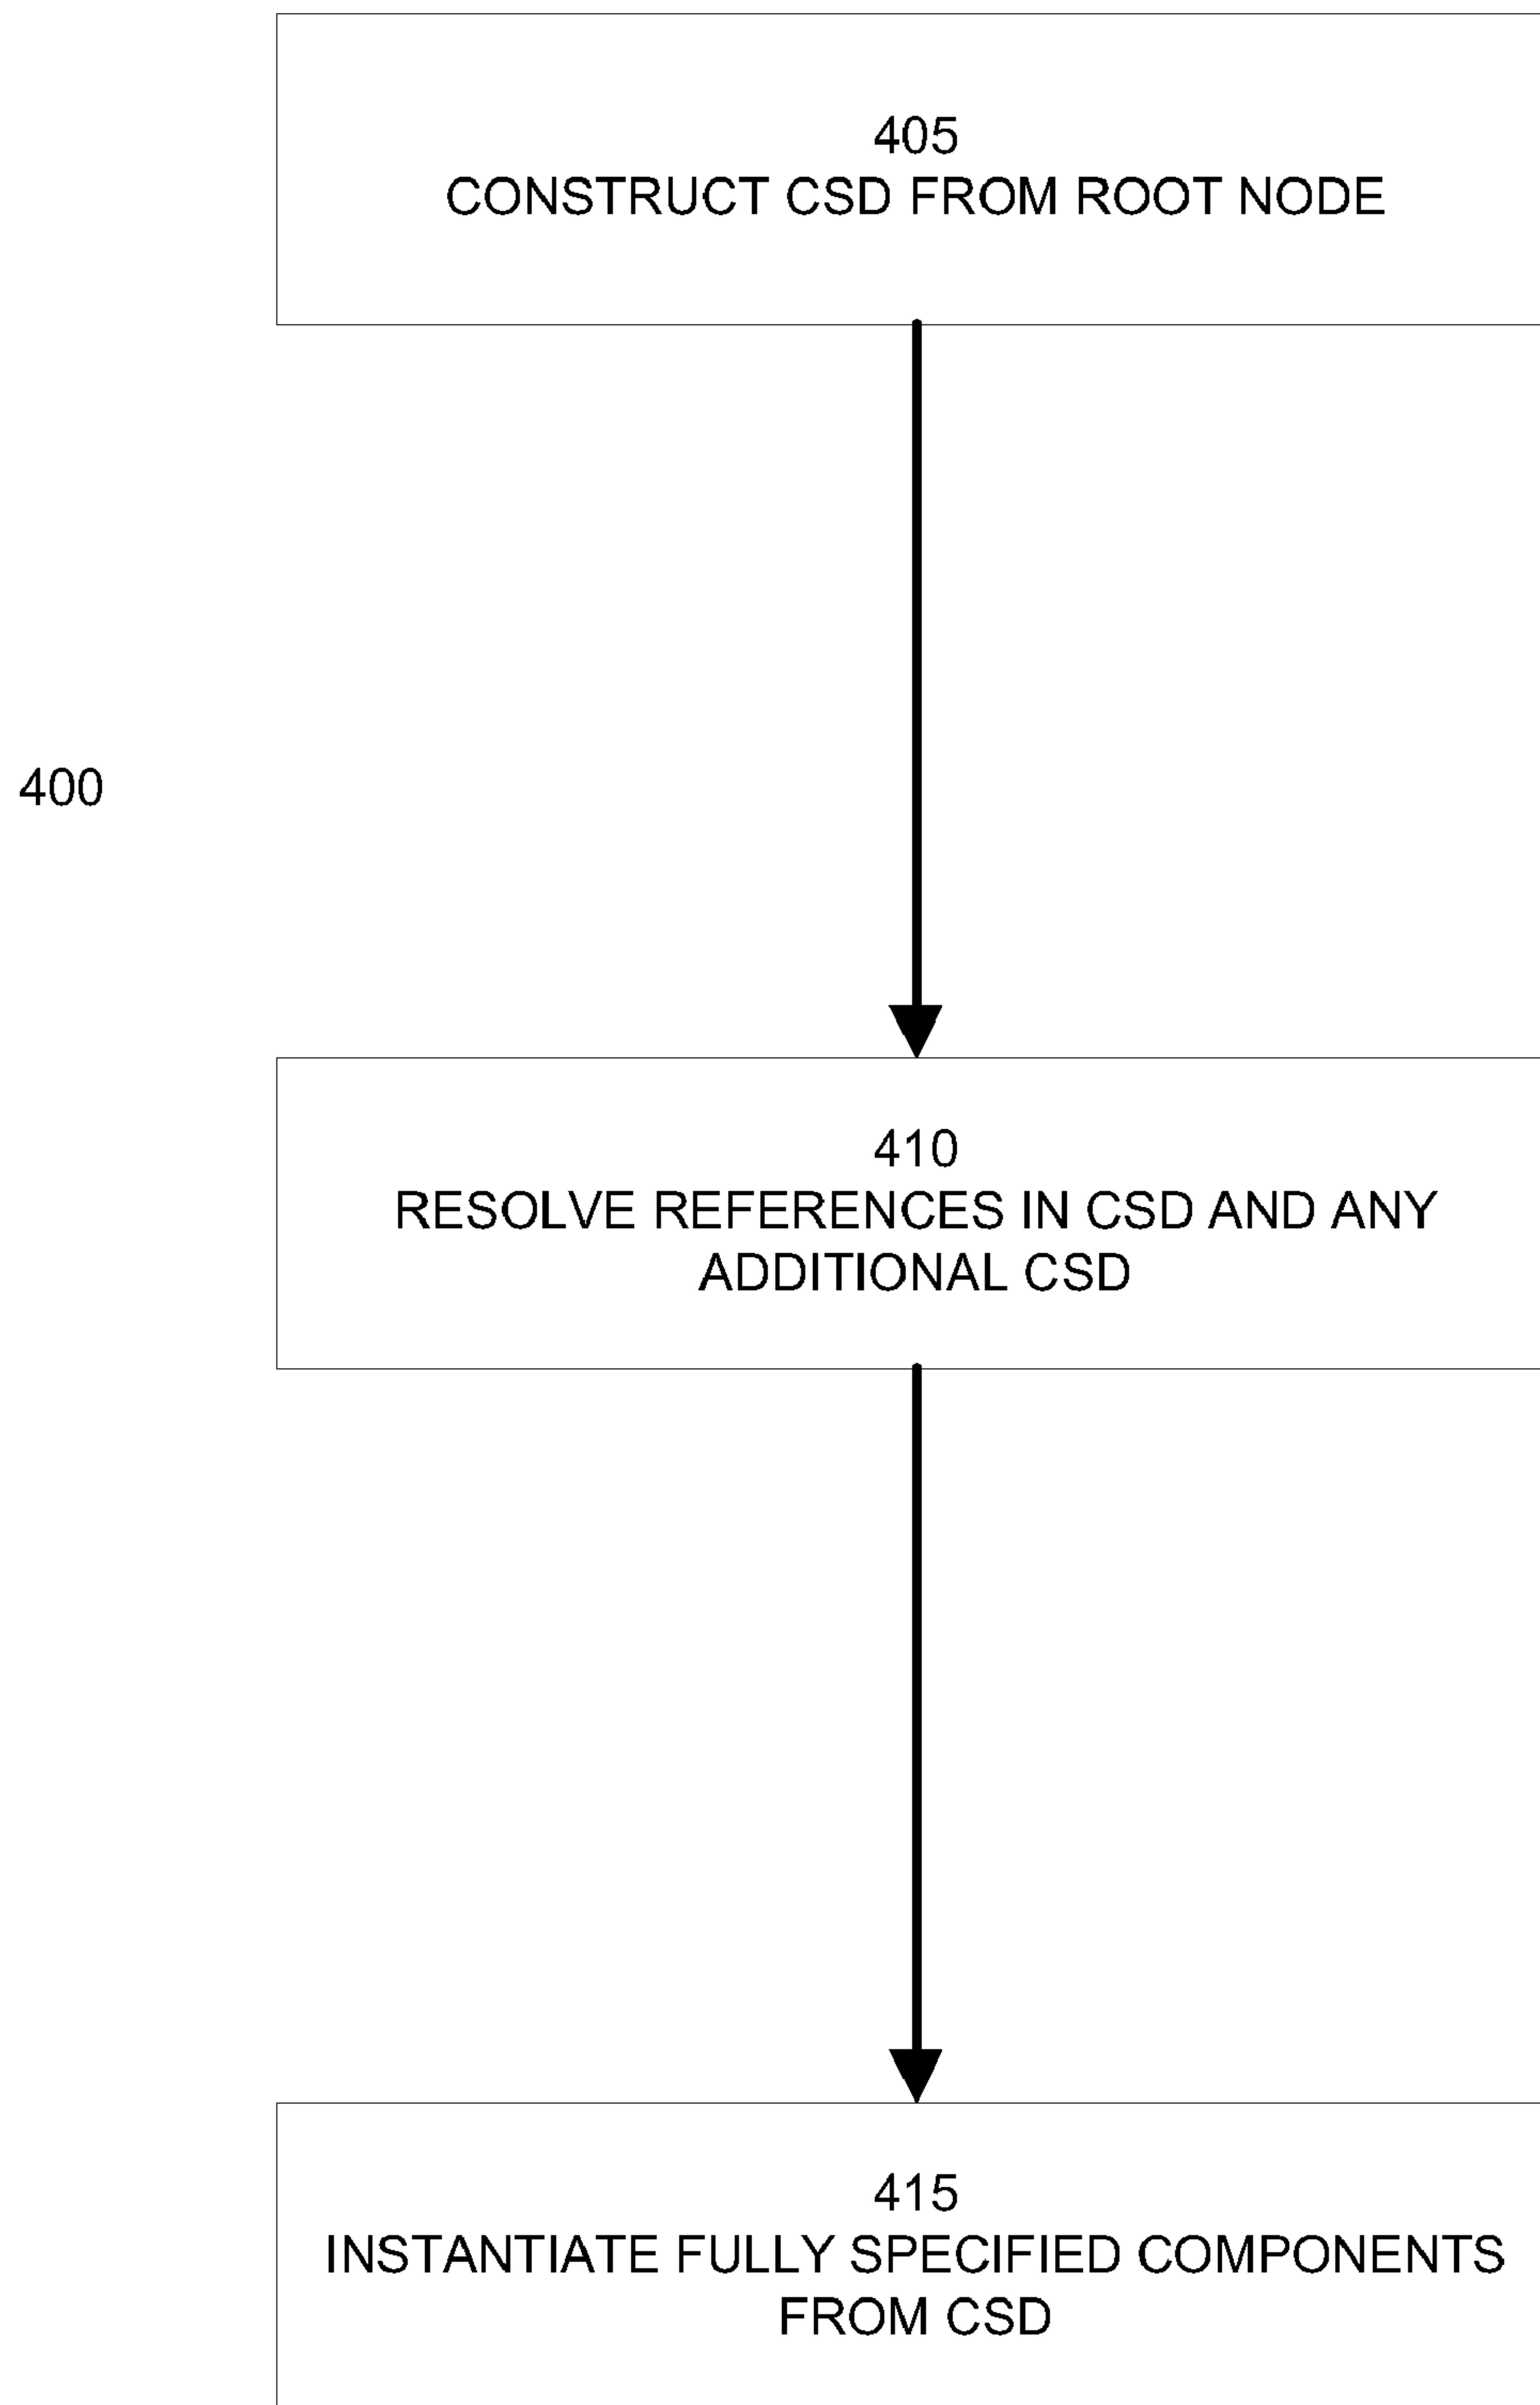 405
CONSTRUCT CSD FROM ROOT NODE
400
410
RESOLVE REFERENCES IN CSD AND ANY
ADDITIONAL CSD
415
INSTANTIATE FULLY SPECIFIED COMPONENTS
FROM CSD